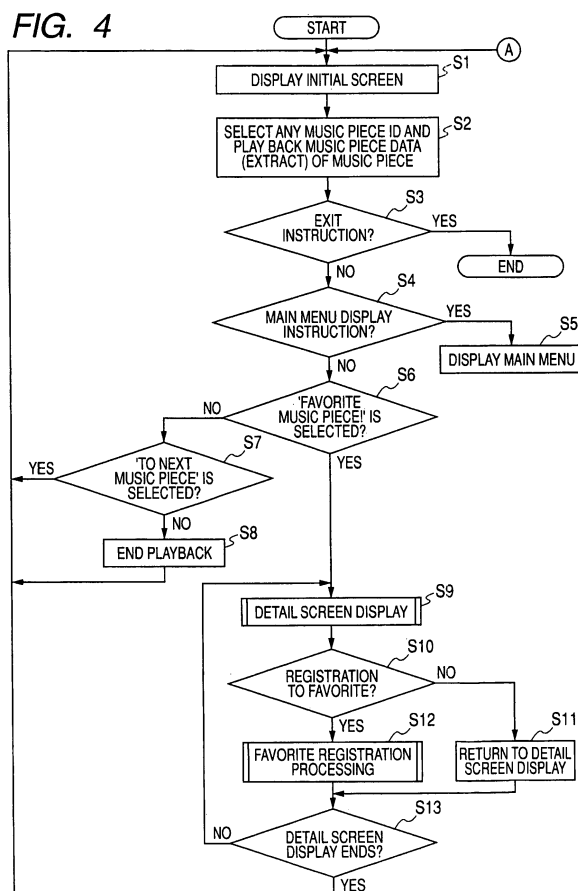 FIG. 4
START
A
S1
DISPLAY INITIAL SCREEN
S2
SELECT ANY MUSIC PIECE ID AND
PLAY BACK MUSIC PIECE DATA
(EXTRACT) OF MUSIC PIECE
S3
EXIT
INSTRUCTION?
YES
END
NO
S4
MAIN MENU DISPLAY
INSTRUCTION?
YES
S5
DISPLAY MAIN MENU
NO
S6
'FAVORITE
MUSIC PIECE!' IS
SELECTED?
NO
YES
S7
'TO NEXT
MUSIC PIECE' IS
SELECTED?
YES
NO
S8
END PLAYBACK
S9
DETAIL SCREEN DISPLAY
S10
REGISTRATION
TO FAVORITE?
NO
YES
S12
FAVORITE REGISTRATION
PROCESSING
S11
RETURN TO DETAIL
SCREEN DISPLAY
S13
DETAIL SCREEN
DISPLAY ENDS?
NO
YES